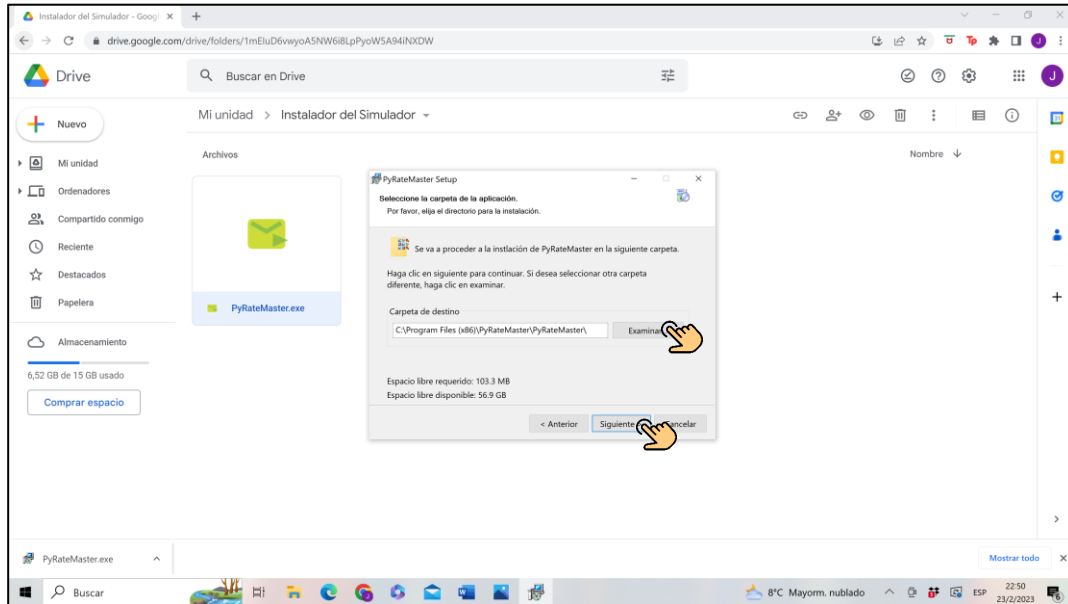 Instalador del Simulador - Googl
drive.google.com/drive/folders/1mEluD6vwyoA5NW6i8LpPyoW5A94iNXDW
Tp
J
Drive
Buscar en Drive
J
Nuevo
Mi unidad > Instalador del Simulador
Mi unidad
Ordenadores
Compartido conmigo
Reciente
Destacados
Papelera
Almacenamiento
6,52 GB de 15 GB usado
Comprar espacio
Archivos
Nombre
PyRateMaster.exe
PyRateMaster Setup
Seleccione la carpeta de la aplicación.
Por favor, elija el directorio para la instalación.
Se va a proceder a la instlación de PyRateMaster en la siguiente carpeta.
Haga clic en siguiente para continuar. Si desea seleccionar otra carpeta
diferente, haga clic en examinar.
Carpeta de destino
C:\Program Files (x86)\PyRateMaster\PyRateMaster\ Examinar
Espacio libre requerido: 103.3 MB
Espacio libre disponible: 56.9 GB
< Anterior Siguiente Cancelar
PyRateMaster.exe
Mostrar todo
Buscar
8°C Mayorm. nublado
ESP
22:50
23/2/2023